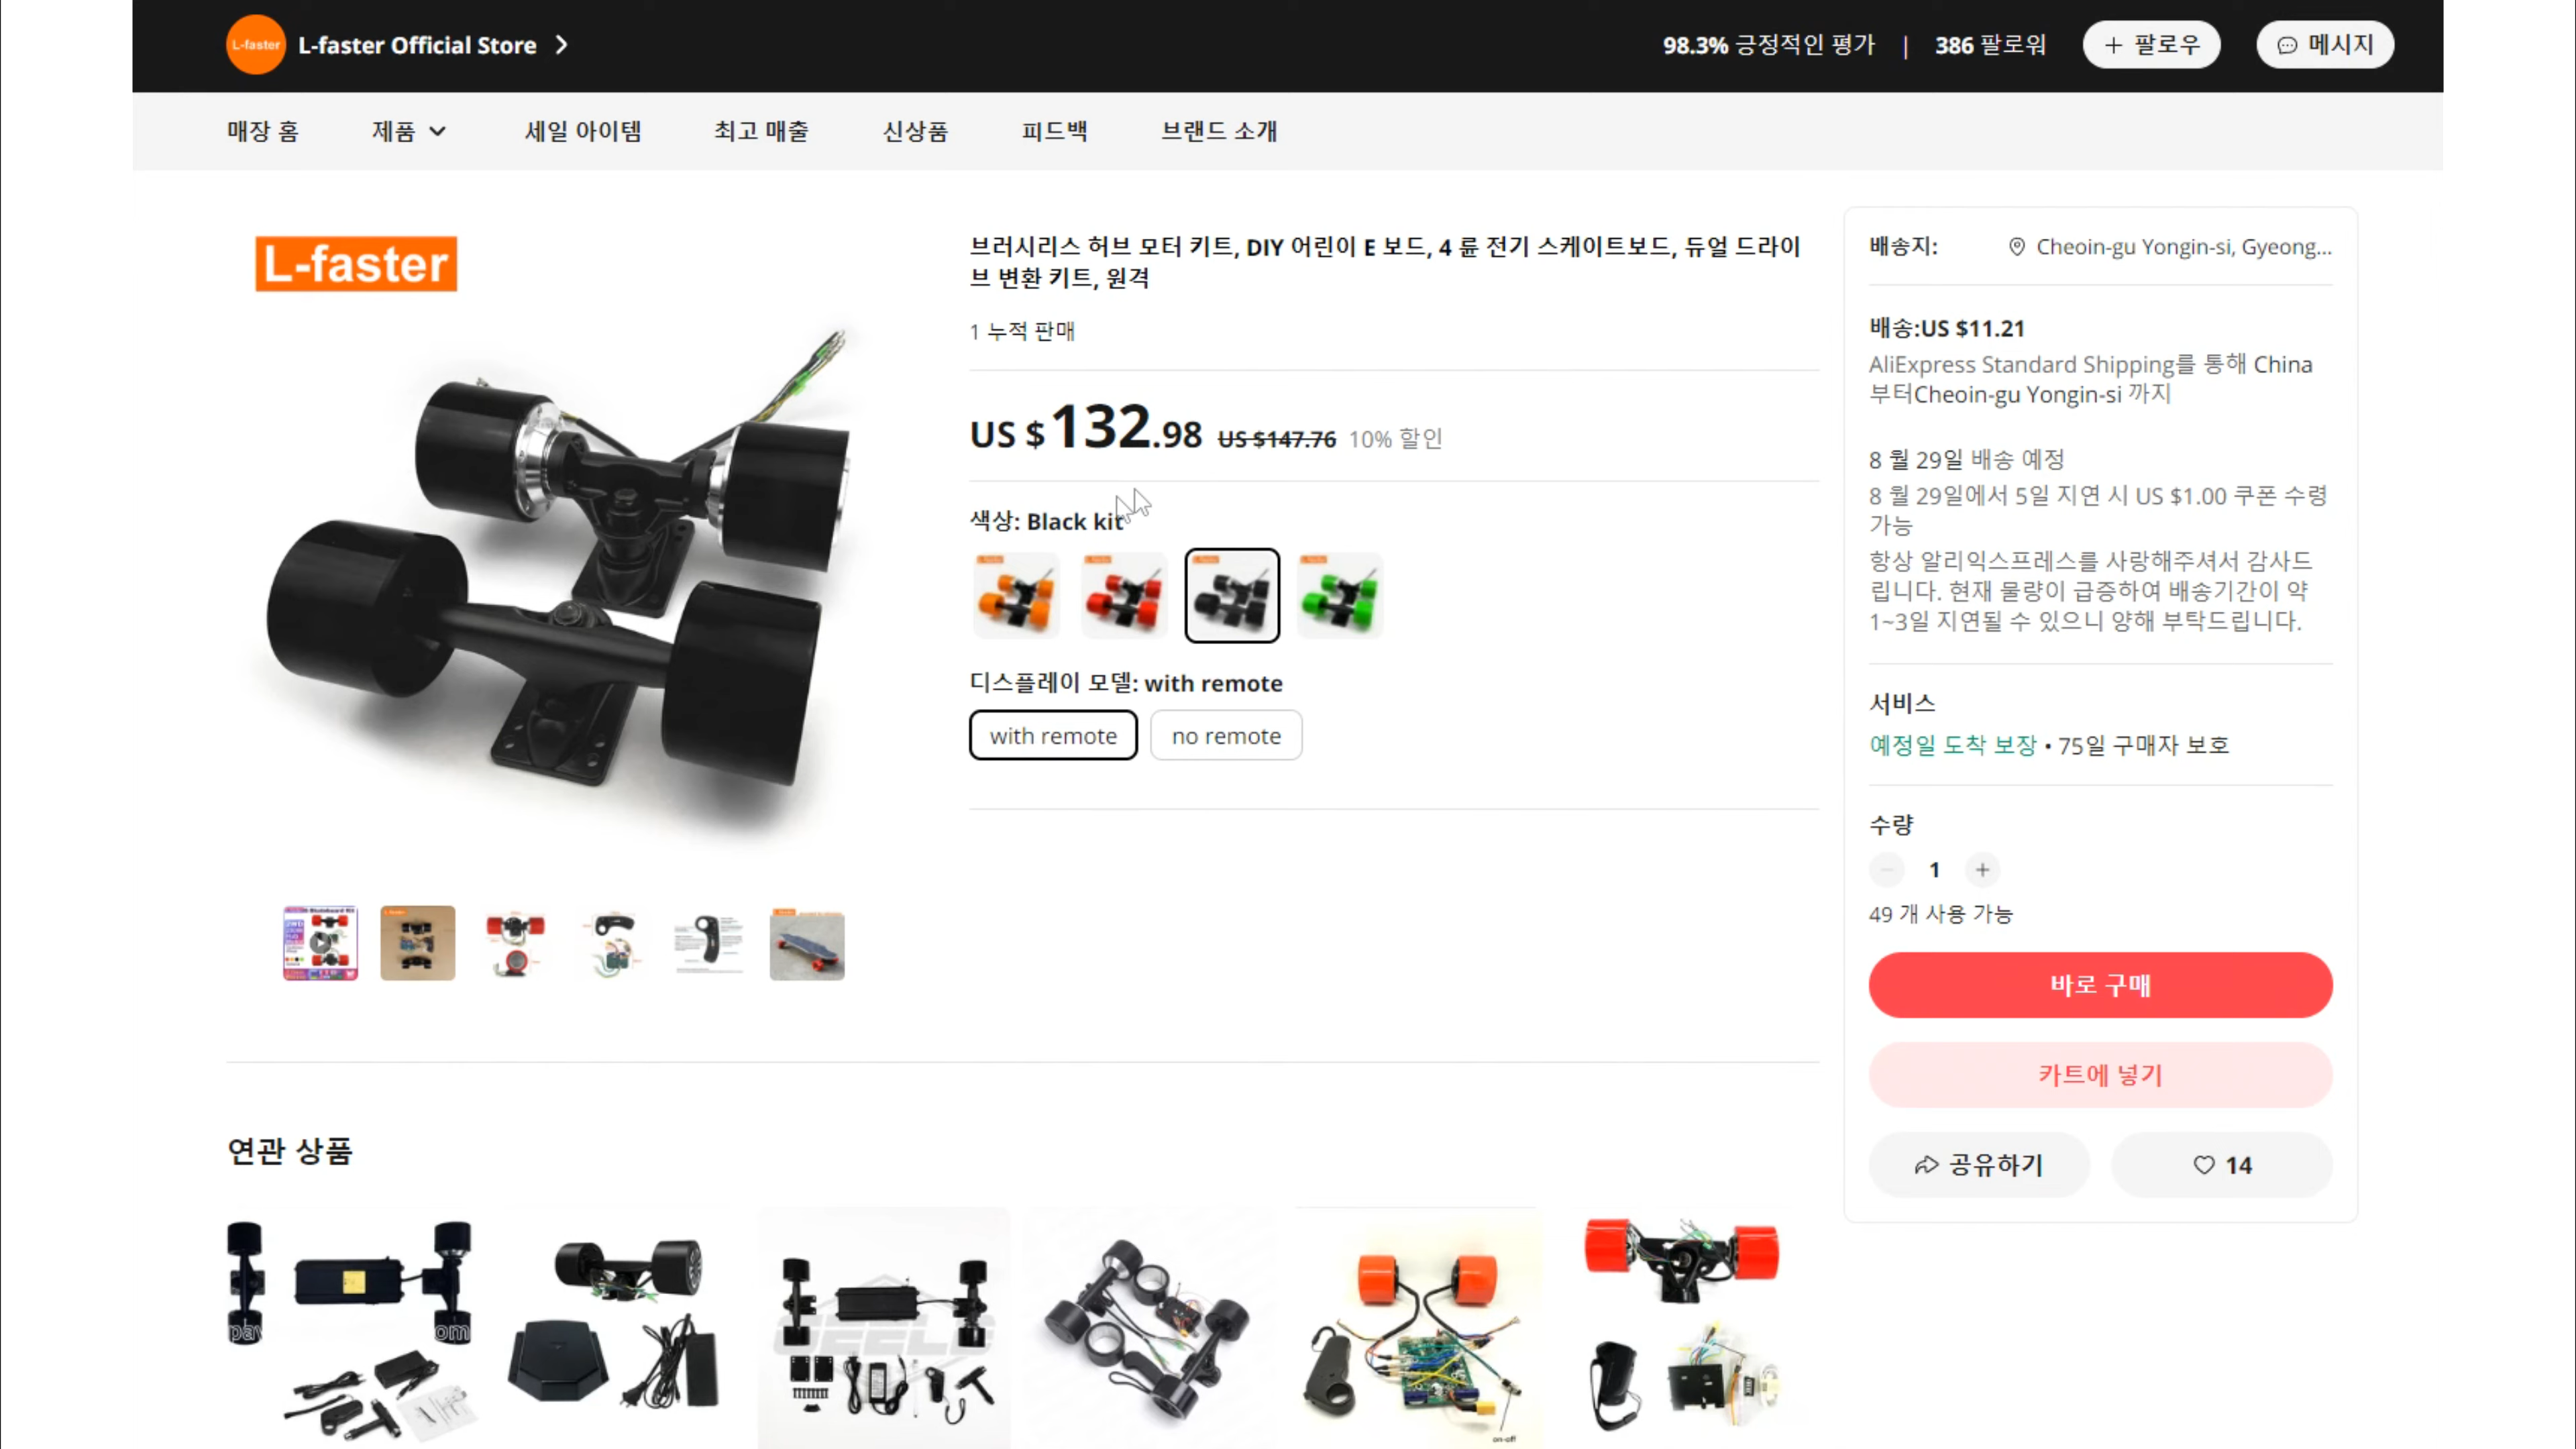 L-faster
L-faster Official Store
98.3% 긍정적인 평가 | 386 팔로워
+ 팔로우
메시지
매장 홈
제품
세일 아이템
최고 매출
신상품
피드백
브랜드 소개
L-faster
브러시리스 허브 모터 키트, DIY 어린이 E 보드, 4 륜 전기 스케이트보드, 듀얼 드라이
브 변환 키트, 원격
1 누적 판매
US $132.98 US $147.76 10% 할인
색상: Black kit
디스플레이 모델: with remote
with remote
no remote
배송지:
Cheoin-gu Yongin-si, Gyeong...
배송:US $11.21
AliExpress Standard Shipping를 통해 China
부터Cheoin-gu Yongin-si 까지
8 월 29일 배송 예정
8 월 29일에서 5일 지연 시 US $1.00 쿠폰 수령
가능
항상 알리익스프레스를 사랑해주셔서 감사드
립니다. 현재 물량이 급증하여 배송기간이 약
1~3일 지연될 수 있으니 양해 부탁드립니다.
서비스
예정일 도착 보장 • 75일 구매자 보호
수량
1
49 개 사용 가능
바로 구매
카트에 넣기
공유하기
14
연관 상품
on-off